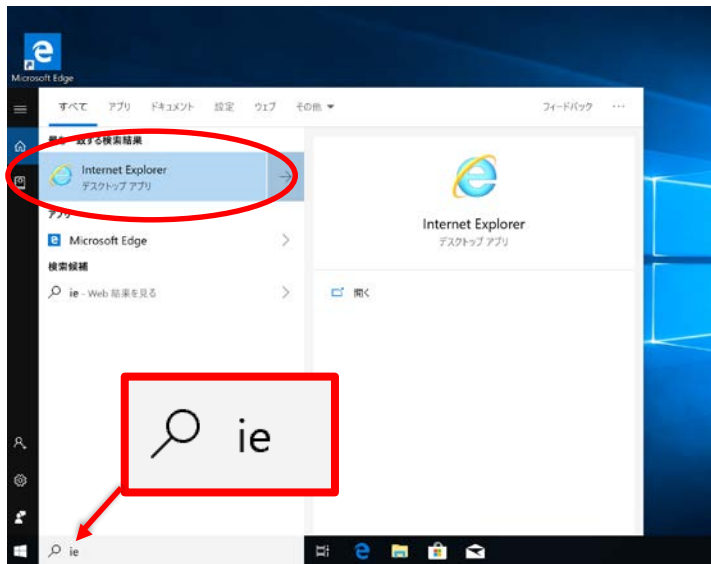 Microsoft Edge
すべて アプリ ドキュメント 設定 ウェブ その他 フィードバック ...
する検索結果
Internet Explorer
デスクトップ アプリ
アプリ
Microsoft Edge
検索候補
ie - Web 結果を見る
Internet Explorer
デスクトップ アプリ
開く
ie
ie